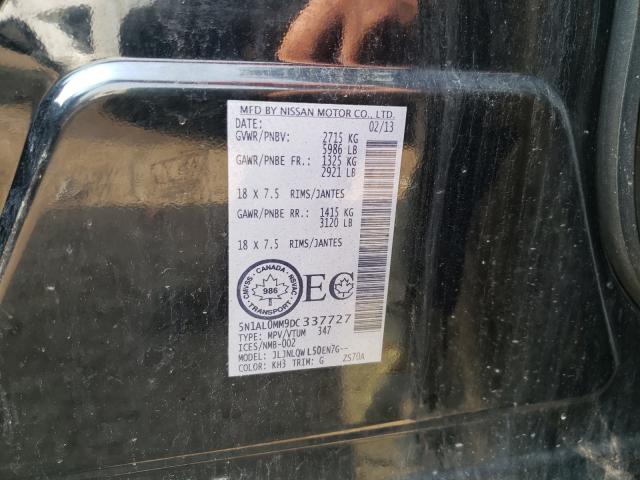 MFD BY NISSAN MOTOR CO., LTD.
DATE: 02/13
GVWR/PNBV: 2715 KG
5986 LB
GAWR/PNBE FR.: 1325 KG
2921 LB
18 X 7.5 RIMS/JANTES
GAWR/PNBE RR.: 1415 KG
3120 LB
18 X 7.5 RIMS/JANTES
CANADA
CMVSS NSVAC
986
TRANSPORT
EC
5N1AL0MM9DC337727
TYPE: MPV/VTUM 347
ICES/NMB-002
MODEL: JLJNLQWL50EN7G--
COLOR: KH3 TRIM: G ZS70A